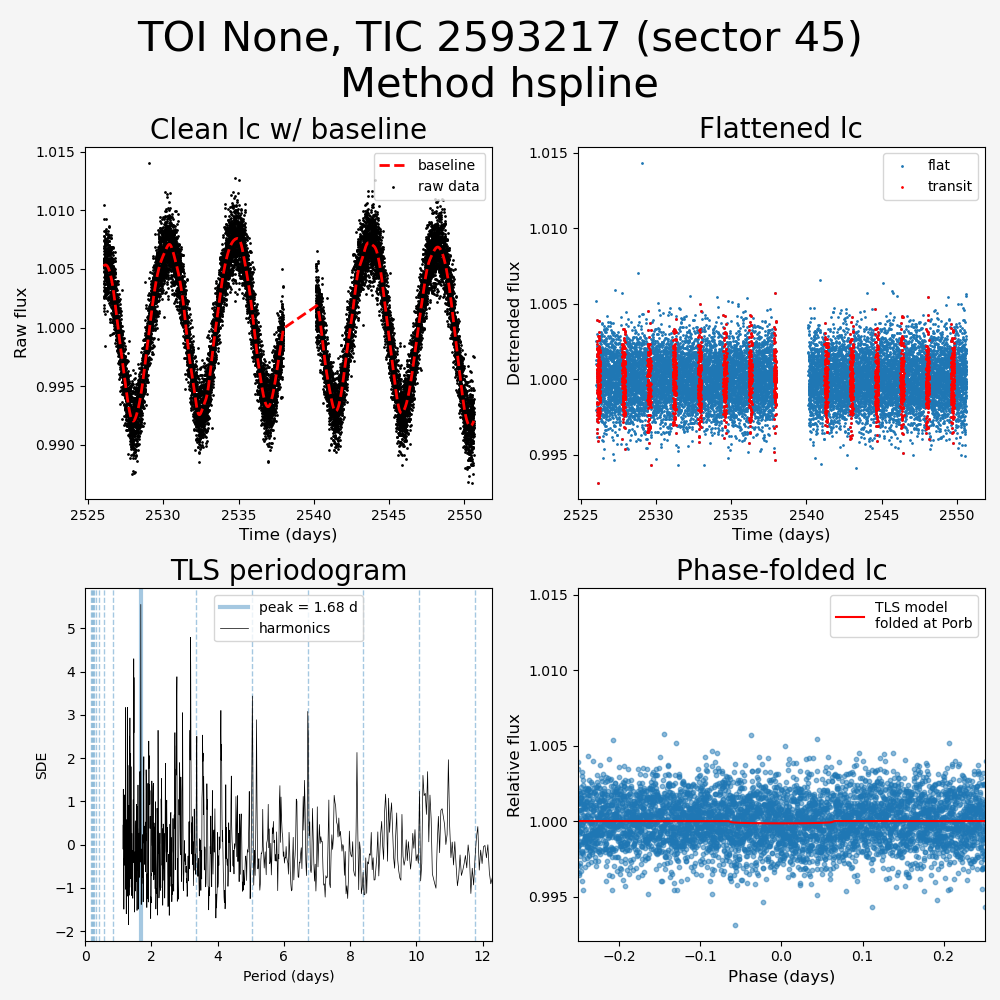 TOI None, TIC 2593217 (sector 45)
Method hspline
Clean lc w/ baseline
1.015
1.010
1.005
1.000
0.995
0.990
Raw flux
baseline
raw data
2525
2530
2535
2540
2545
2550
Time (days)
Flattened lc
1.015
1.010
1.005
1.000
0.995
Detrended flux
flat
transit
2525
2530
2535
2540
2545
2550
Time (days)
TLS periodogram
5
4
3
2
1
0
−1
−2
SDE
peak = 1.68 d
harmonics
0
2
4
6
8
10
12
Period (days)
Phase-folded lc
1.015
1.010
1.005
1.000
0.995
Relative flux
TLS model
folded at Porb
−0.2
−0.1
0.0
0.1
0.2
Phase (days)